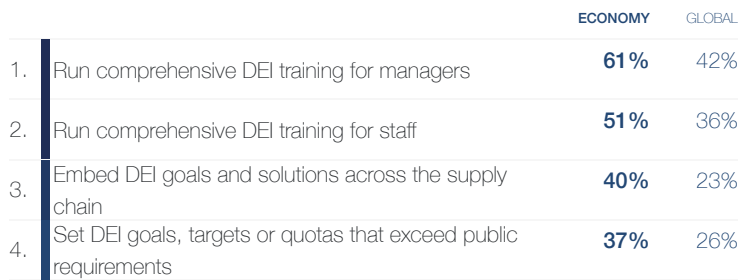 ECONOMY GLOBAL
1. Run comprehensive DEI training for managers 61% 42%
2. Run comprehensive DEI training for staff 51% 36%
3. Embed DEI goals and solutions across the supply chain 40% 23%
4. Set DEI goals, targets or quotas that exceed public requirements 37% 26%